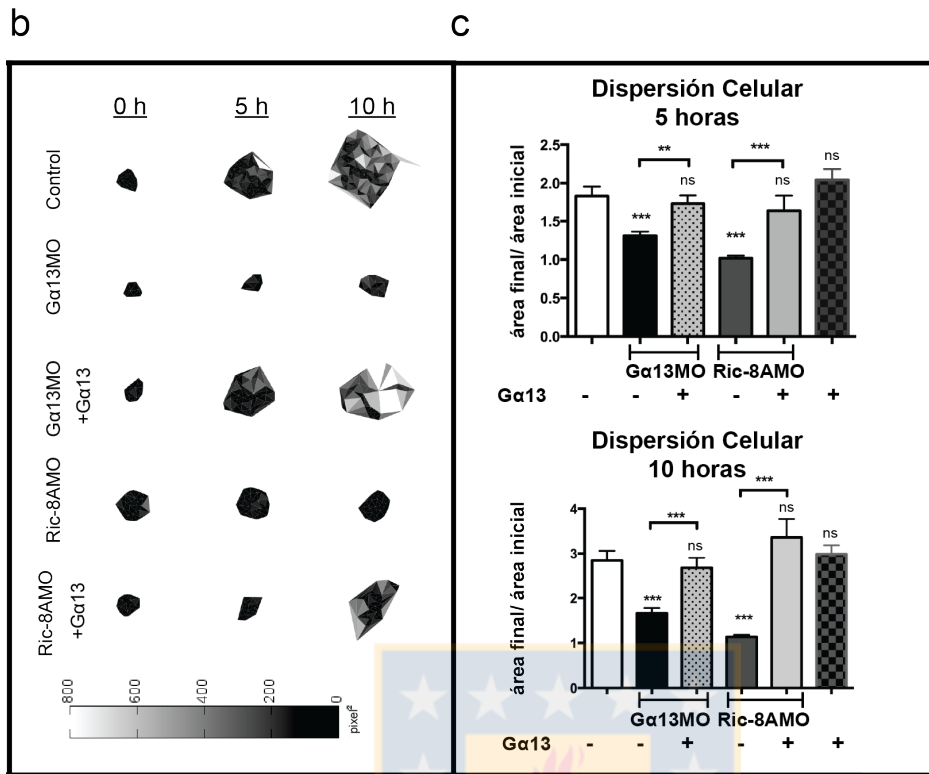 b
c
0 h 5 h 10 h
Control
Gα13MO
Gα13MO
+Gα13
Ric-8AMO
Ric-8AMO
+Gα13
800 600 400 200 0
pixel²
Dispersión Celular
5 horas
área final/ área inicial
2.5
2.0
1.5
1.0
0.5
0.0
** ***
*** ns *** ns ns
Gα13MO Ric-8AMO
Gα13 - - + - + +
Dispersión Celular
10 horas
área final/ área inicial
4
3
2
1
0
*** ***
*** ns *** ns ns
Gα13MO Ric-8AMO
Gα13 - - + - + +